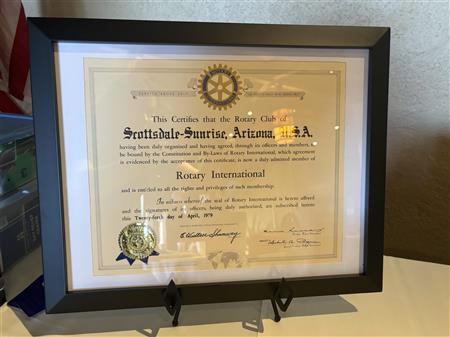 This Certifies that the Rotary Club of
Scottsdale-Sunrise, Arizona, U.S.A.
having been duly organized and having agreed, through its officers and members, to
be bound by the Constitution and By-Laws of Rotary International, which agreement
is evidenced by the acceptance of this certificate, is now a duly admitted member of
Rotary International
and is entitled to all the rights and privileges of such membership.
In witness whereof the seal of Rotary International is hereto affixed
and the signatures of its officers, being duly authorized, are subscribed hereto
this day of April, 1979